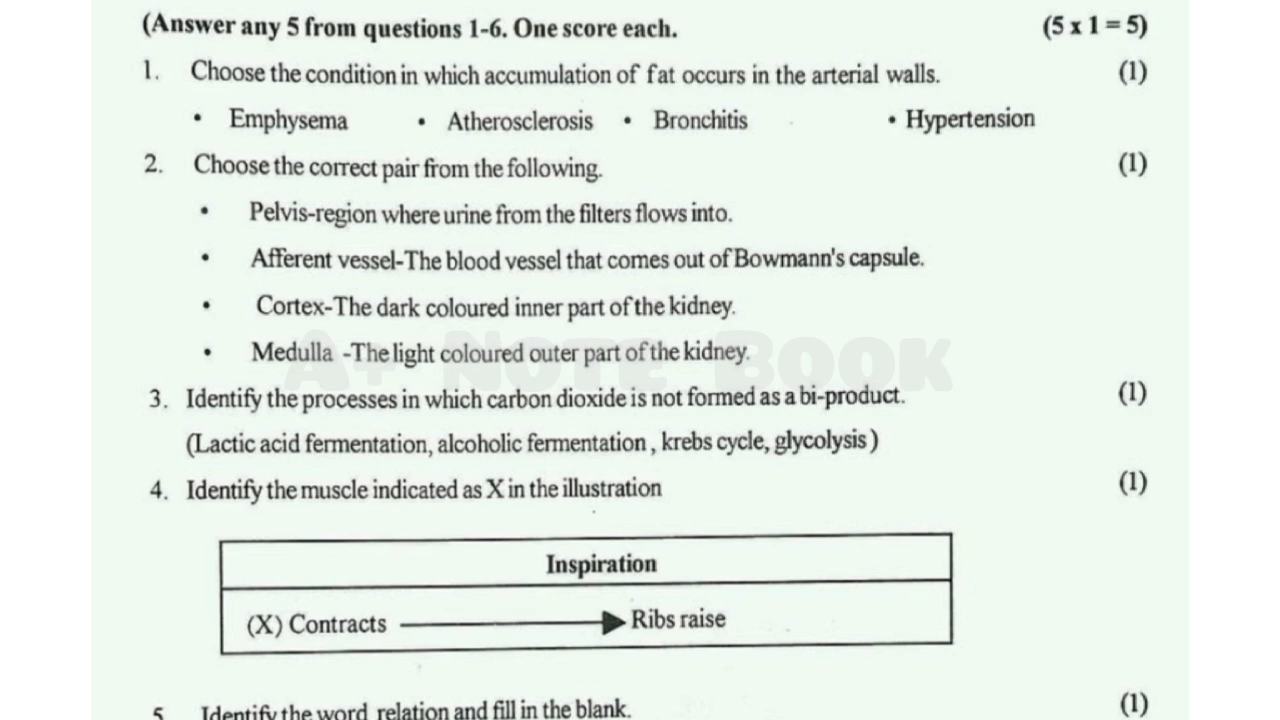 (Answer any 5 from questions 1-6. One score each. (5 x 1 = 5)
1. Choose the condition in which accumulation of fat occurs in the arterial walls. (1)
• Emphysema • Atherosclerosis • Bronchitis • Hypertension
2. Choose the correct pair from the following. (1)
• Pelvis-region where urine from the filters flows into.
• Afferent vessel-The blood vessel that comes out of Bowmann's capsule.
• Cortex-The dark coloured inner part of the kidney.
• Medulla -The light coloured outer part of the kidney.
A+ Note Book
3. Identify the processes in which carbon dioxide is not formed as a bi-product. (1)
(Lactic acid fermentation, alcoholic fermentation , krebs cycle, glycolysis )
4. Identify the muscle indicated as X in the illustration (1)
Inspiration
(X) Contracts Ribs raise
5 Identify the word relation and fill in the blank. (1)